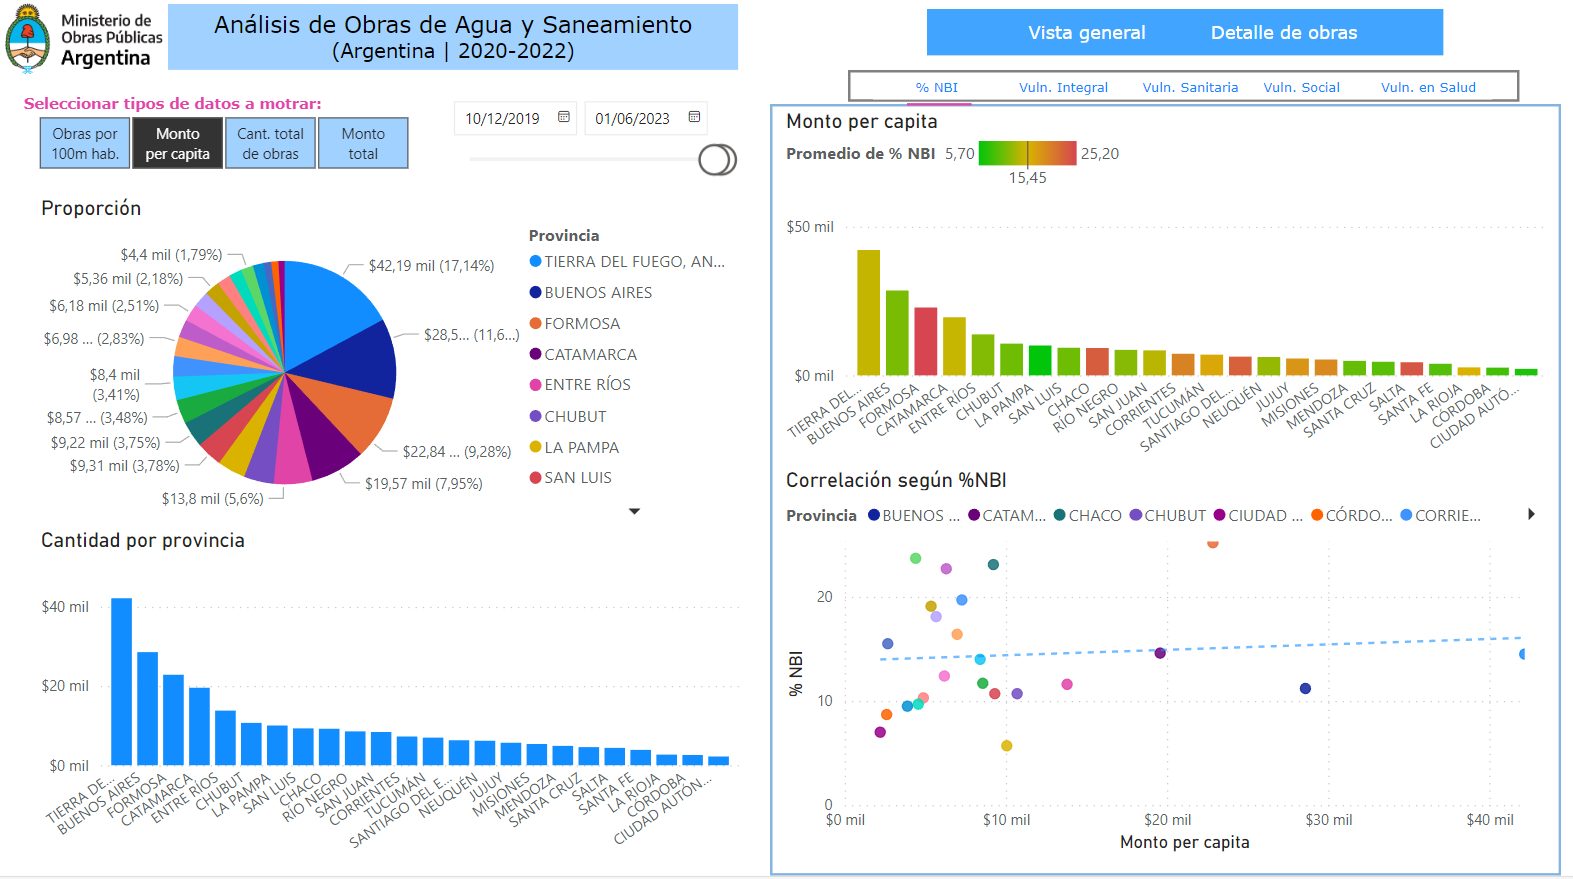 Ministerio de
Obras Públicas
Argentina
Análisis de Obras de Agua y Saneamiento
(Argentina | 2020-2022)
Vista general
Detalle de obras
% NBI
Vuln. Integral
Vuln. Sanitaria
Vuln. Social
Vuln. en Salud
Seleccionar tipos de datos a motrar:
Obras por
100m hab.
Monto
per capita
Cant. total
de obras
Monto
total
10/12/2019
01/06/2023
Proporción
$42,19 mil (17,14%)
$28,5... (11,6...)
$22,84 ... (9,28%)
$19,57 mil (7,95%)
$13,8 mil (5,6%)
$9,31 mil (3,78%)
$9,22 mil (3,75%)
$8,57 ... (3,48%)
$8,4 mil
(3,41%)
$6,98 ... (2,83%)
$6,18 mil (2,51%)
$5,36 mil (2,18%)
$4,4 mil (1,79%)
Provincia
TIERRA DEL FUEGO, AN...
BUENOS AIRES
FORMOSA
CATAMARCA
ENTRE RÍOS
CHUBUT
LA PAMPA
SAN LUIS
Cantidad por provincia
$40 mil
$20 mil
$0 mil
TIERRA DE...
BUENOS AIRES
FORMOSA
CATAMARCA
ENTRE RÍOS
CHUBUT
LA PAMPA
SAN LUIS
CHACO
RÍO NEGRO
SAN JUAN
CORRIENTES
TUCUMÁN
SANTIAGO DEL E...
NEUQUÉN
JUJUY
MISIONES
MENDOZA
SANTA CRUZ
SALTA
SANTA FE
LA RIOJA
CÓRDOBA
CIUDAD AUTÓN...
Monto per capita
Promedio de % NBI 5,70 25,20
15,45
$50 mil
$0 mil
TIERRA DEL...
BUENOS AIRES
FORMOSA
CATAMARCA
ENTRE RÍOS
CHUBUT
LA PAMPA
SAN LUIS
CHACO
RÍO NEGRO
SAN JUAN
CORRIENTES
TUCUMÁN
SANTIAGO DEL...
NEUQUÉN
JUJUY
MISIONES
MENDOZA
SANTA CRUZ
SALTA
SANTA FE
LA RIOJA
CÓRDOBA
CIUDAD AUTÓ...
Correlación según %NBI
Provincia BUENOS ... CATAM... CHACO CHUBUT CIUDAD ... CÓRDO... CORRIE...
% NBI
20
10
0
$0 mil
$10 mil
$20 mil
$30 mil
$40 mil
Monto per capita